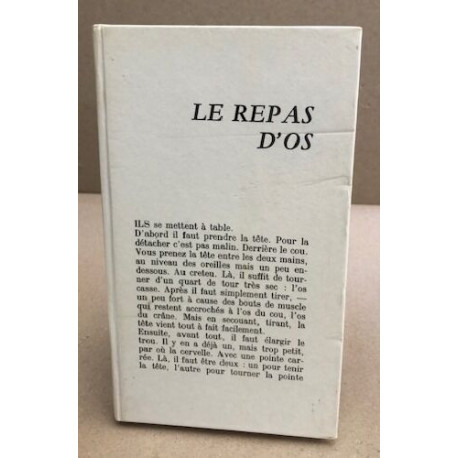 LE REPAS
D'OS
ILS se mettent à table.
D'abord il faut prendre la tête. Pour la
détacher c'est pas malin. Derrière le cou.
Vous prenez la tête entre les deux mains,
au niveau des oreilles mais un peu en-
dessous. Au creteu. Là, il suffit de tour-
ner d'un quart de tour très sec : l'os
casse. Après il faut simplement tirer, —
un peu fort à cause des bouts de muscle
qui restent accrochés à l'os du cou, l'os
du crâne. Mais en secouant, tirant, la
tête vient tout à fait facilement.
Ensuite, avant tout, il faut élargir le
trou. Il y en a déjà un, mais trop petit,
par où la cervelle. Avec une pointe car-
rée. Là, il faut être deux : un pour tenir
la tête, l'autre pour tourner la pointe